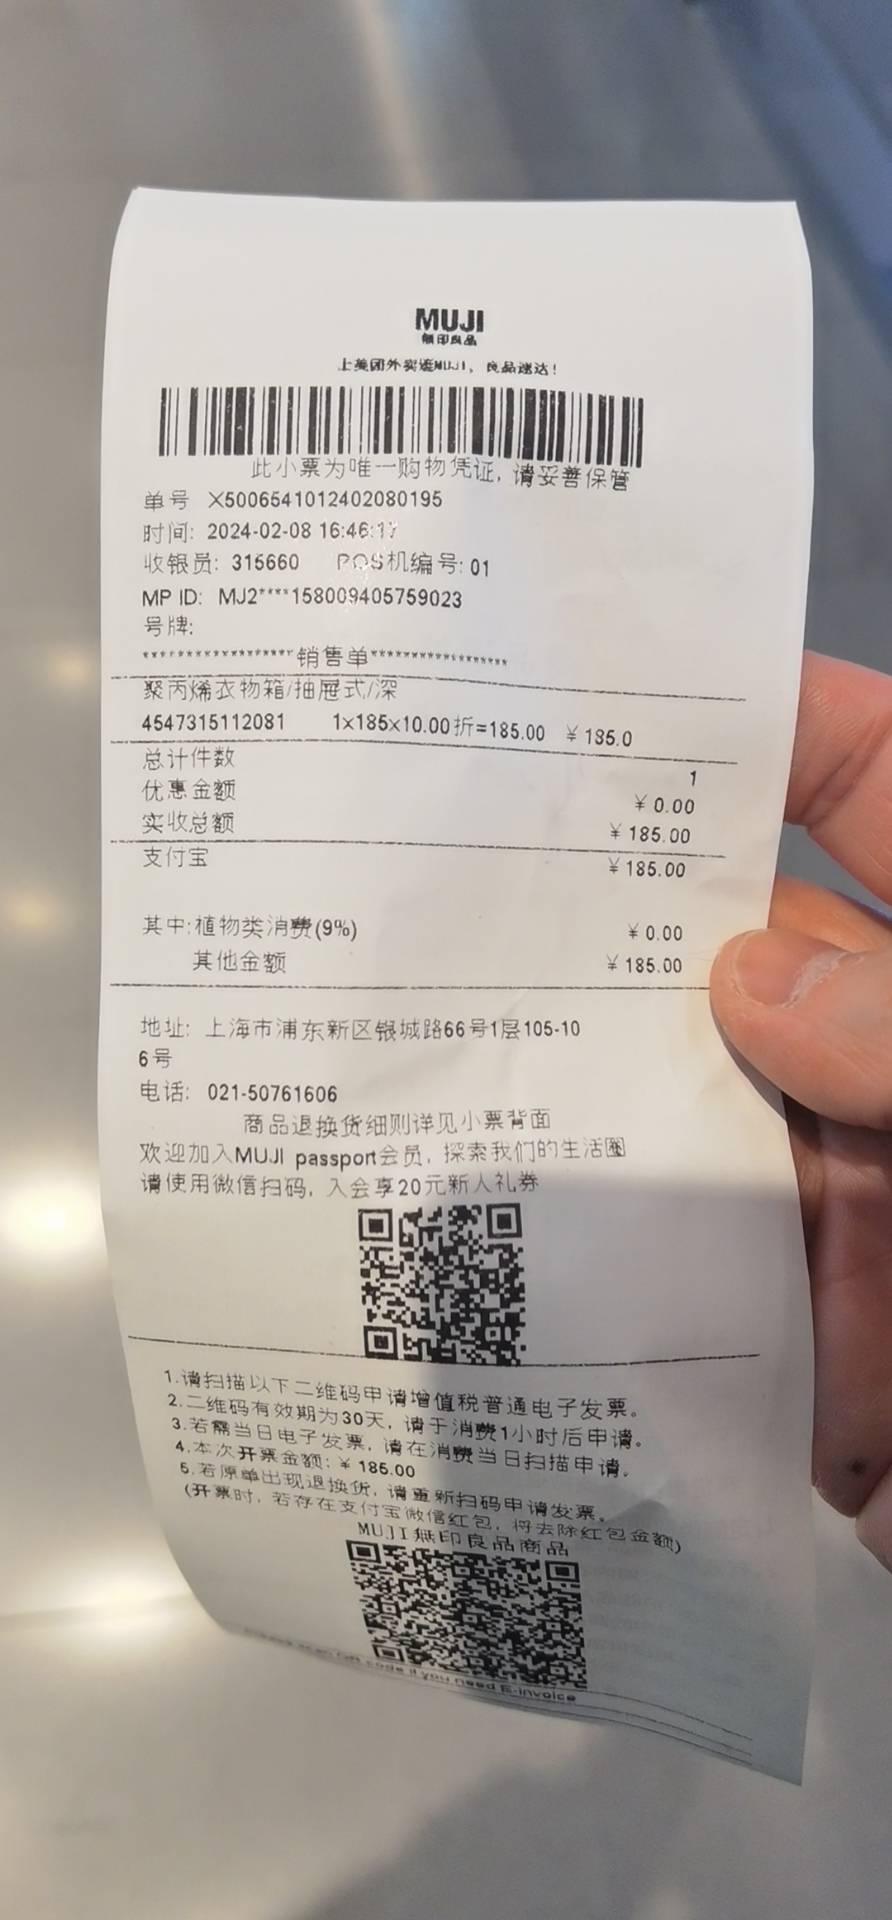 MUJI
無印良品
上美团外卖逛MUJI，良品速达！
此小票为唯一购物凭证，请妥善保管
单号 X5006541012402080195
时间: 2024-02-08 16:46:17
收银员: 315660 POS机编号: 01
MP ID: MJ2****158009405759023
号牌:
******************销售单******************
聚丙烯衣物箱/抽屉式/深
4547315112081 1x185x10.00折=185.00 ￥185.0
总计件数 1
优惠金额 ￥0.00
实收总额 ￥185.00
支付宝 ￥185.00
其中:植物类消费(9%) ￥0.00
其他金额 ￥185.00
地址: 上海市浦东新区银城路66号1层105-10
6号
电话: 021-50761606
商品退换货细则详见小票背面
欢迎加入MUJI passport会员，探索我们的生活圈
请使用微信扫码，入会享20元新人礼券
1.请扫描以下二维码申请增值税普通电子发票。
2.二维码有效期为30天，请于消费1小时后申请。
3.若需当日电子发票，请在消费当日扫描申请。
4.本次开票金额: ￥185.00
5.若原单出现退换货，请重新扫码申请发票。
(开票时，若存在支付宝微信红包，将去除红包金额)
MUJI無印良品商品
scan QR code if you need E-invoice